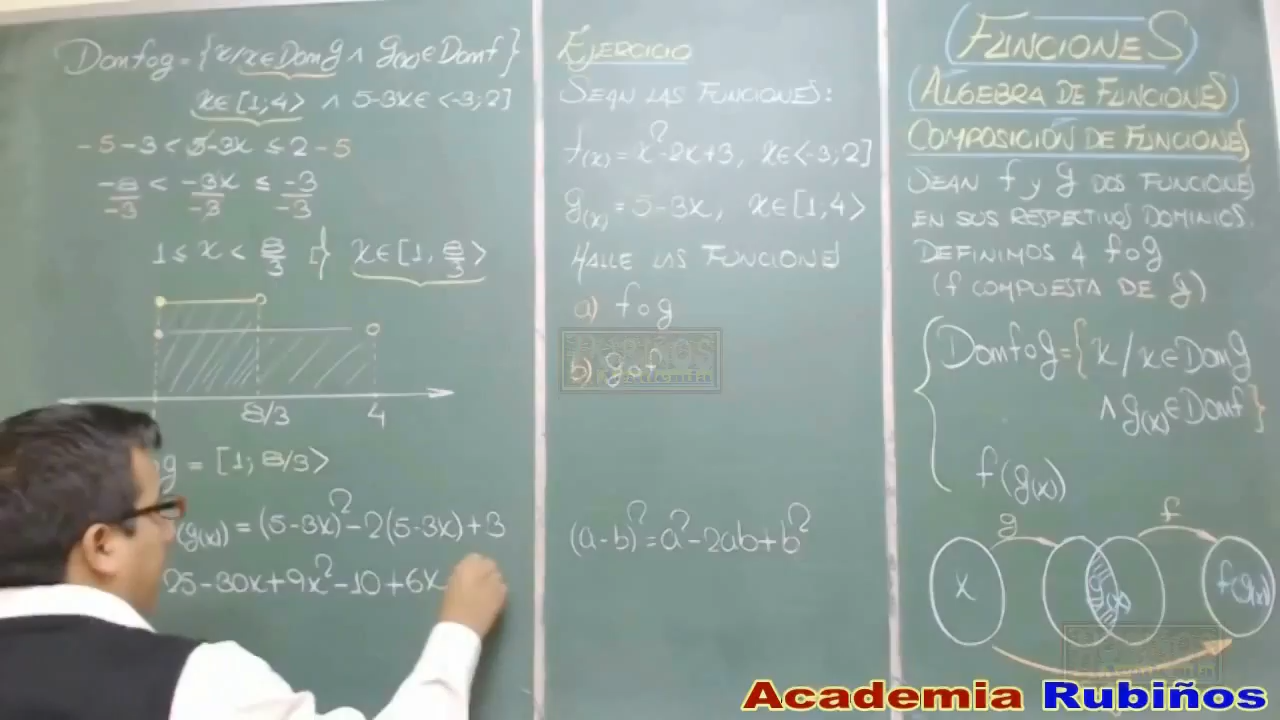 Domfog = {x/x∈Domg ∧ g(x)∈Domf}
x∈[1;4> ∧ 5-3x∈<-3;2]
-5-3 < 5-3x ≤ 2-5
-8/-3 < -3x/-3 ≤ -3/-3
1 ≤ x < 8/3 } x∈[1, 8/3>
8/3 4
g = [1; 8/3>
(g(x)) = (5-3x)²-2(5-3x)+3
25-30x+9x²-10+6x
EJERCICIO
SEAN LAS FUNCIONES:
f(x) = x²-2x+3, x∈<-3;2]
g(x) = 5-3x, x∈[1,4>
HALLE LAS FUNCIONES
a) fog
b) gof
(a-b)² = a²-2ab+b²
FUNCIONES
ÁLGEBRA DE FUNCIONES
COMPOSICIÓN DE FUNCIONES
SEAN f y g DOS FUNCIONES
EN SUS RESPECTIVOS DOMINIOS.
DEFINIMOS A fog
(f COMPUESTA DE g)
Domfog = {x/x∈Domg
∧ g(x)∈Domf}
f(g(x))
g f
x g(x) f(g(x))
Academia Rubiños